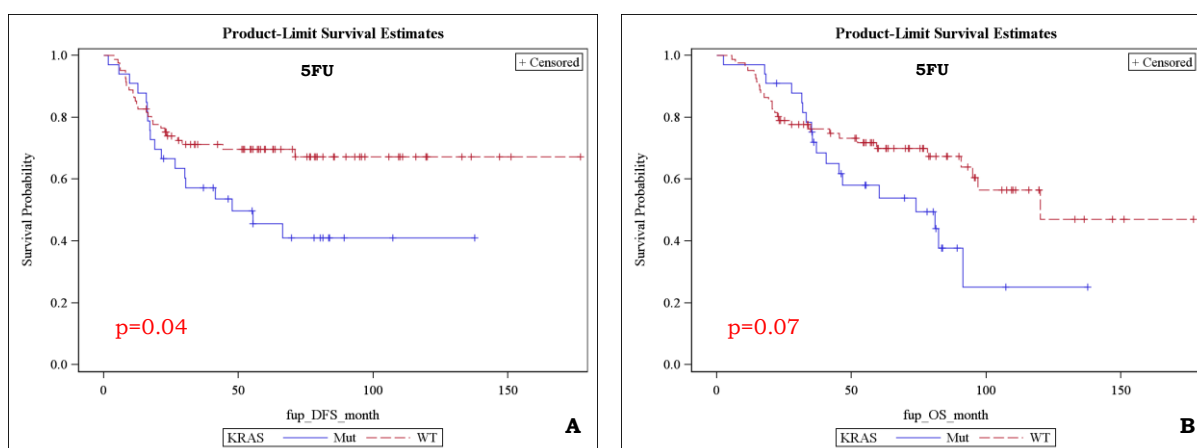 Product-Limit Survival Estimates
5FU
+ Censored
1.0
0.8
0.6
0.4
0.2
0.0
Survival Probability
p=0.04
0 50 100 150
fup_DFS_month
KRAS Mut WT
A
Product-Limit Survival Estimates
5FU
+ Censored
1.0
0.8
0.6
0.4
0.2
0.0
Survival Probability
p=0.07
0 50 100 150
fup_OS_month
KRAS Mut WT
B